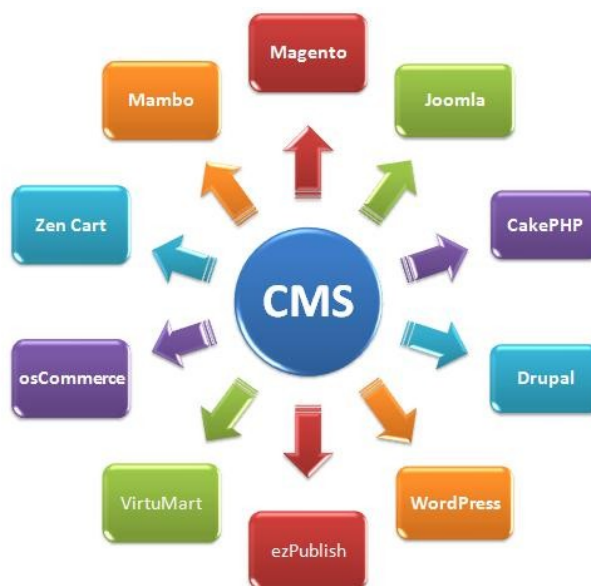 Magento
Joomla
CakePHP
Drupal
WordPress
ezPublish
VirtuMart
osCommerce
Zen Cart
Mambo
CMS